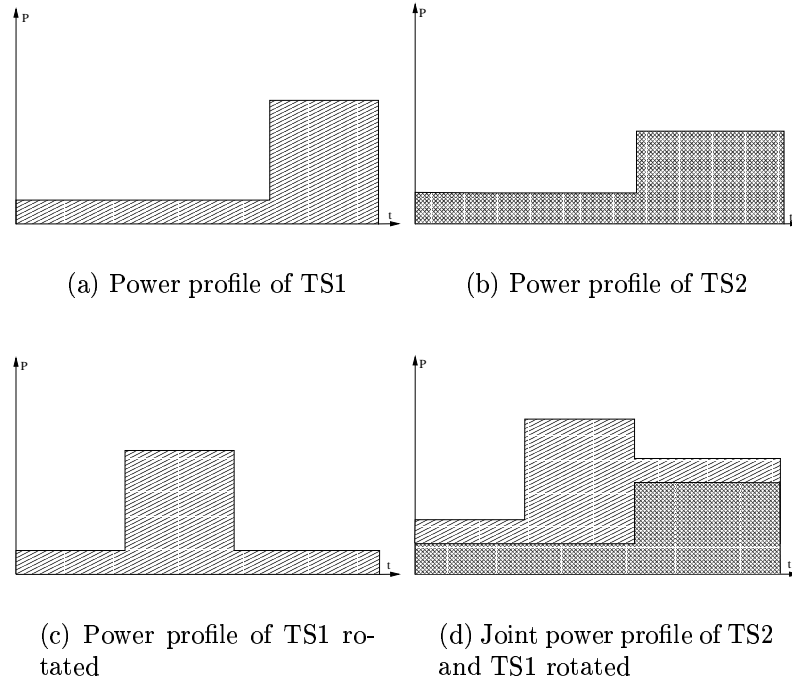 P
t
(a) Power profile of TS1
P
(b) Power profile of TS2
P
t
(c) Power profile of TS1 ro-
tated
P
t
(d) Joint power profile of TS2
and TS1 rotated